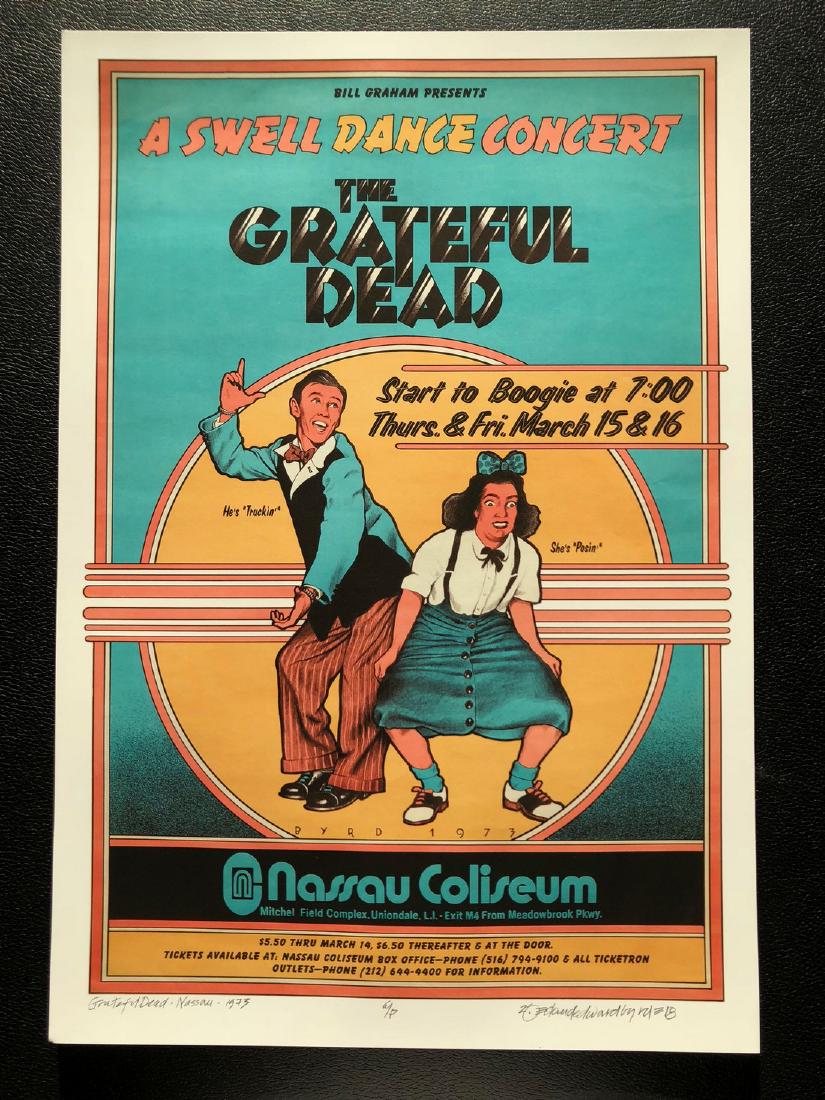 BILL GRAHAM PRESENTS
A SWELL DANCE CONCERT
THE
GRATEFUL
DEAD
Start to Boogie at 7:00
Thurs. & Fri. March 15 & 16
He's "Truckin'"
She's "Posin'"
BYRD 1973
Nassau Coliseum
Mitchel Field Complex, Uniondale, L.I. - Exit M4 From Meadowbrook Pkwy.
$5.50 THRU MARCH 14, $6.50 THEREAFTER & AT THE DOOR.
TICKETS AVAILABLE AT: NASSAU COLISEUM BOX OFFICE—PHONE (516) 794-9100 & ALL TICKETRON
OUTLETS—PHONE (212) 644-4400 FOR INFORMATION.
Grateful Dead - Nassau - 1973